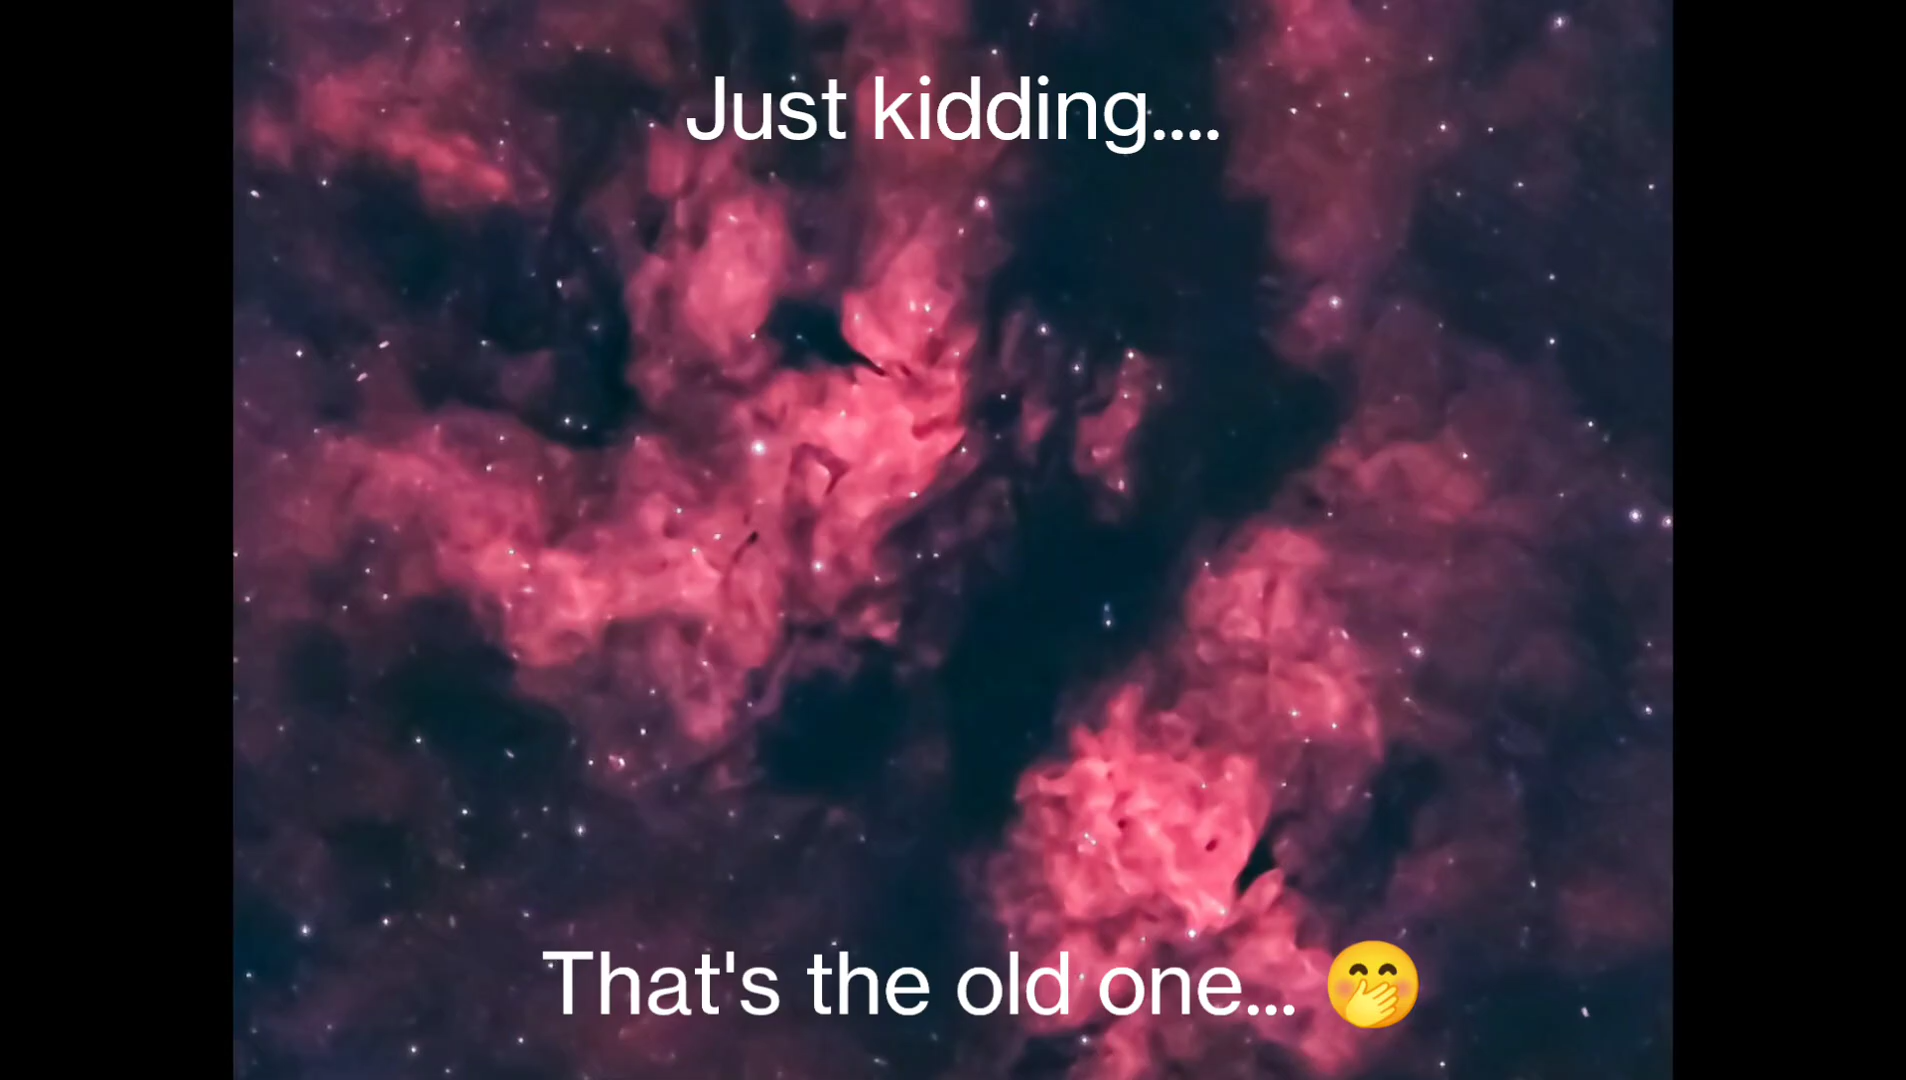 Just kidding....
That's the old one... 🤭